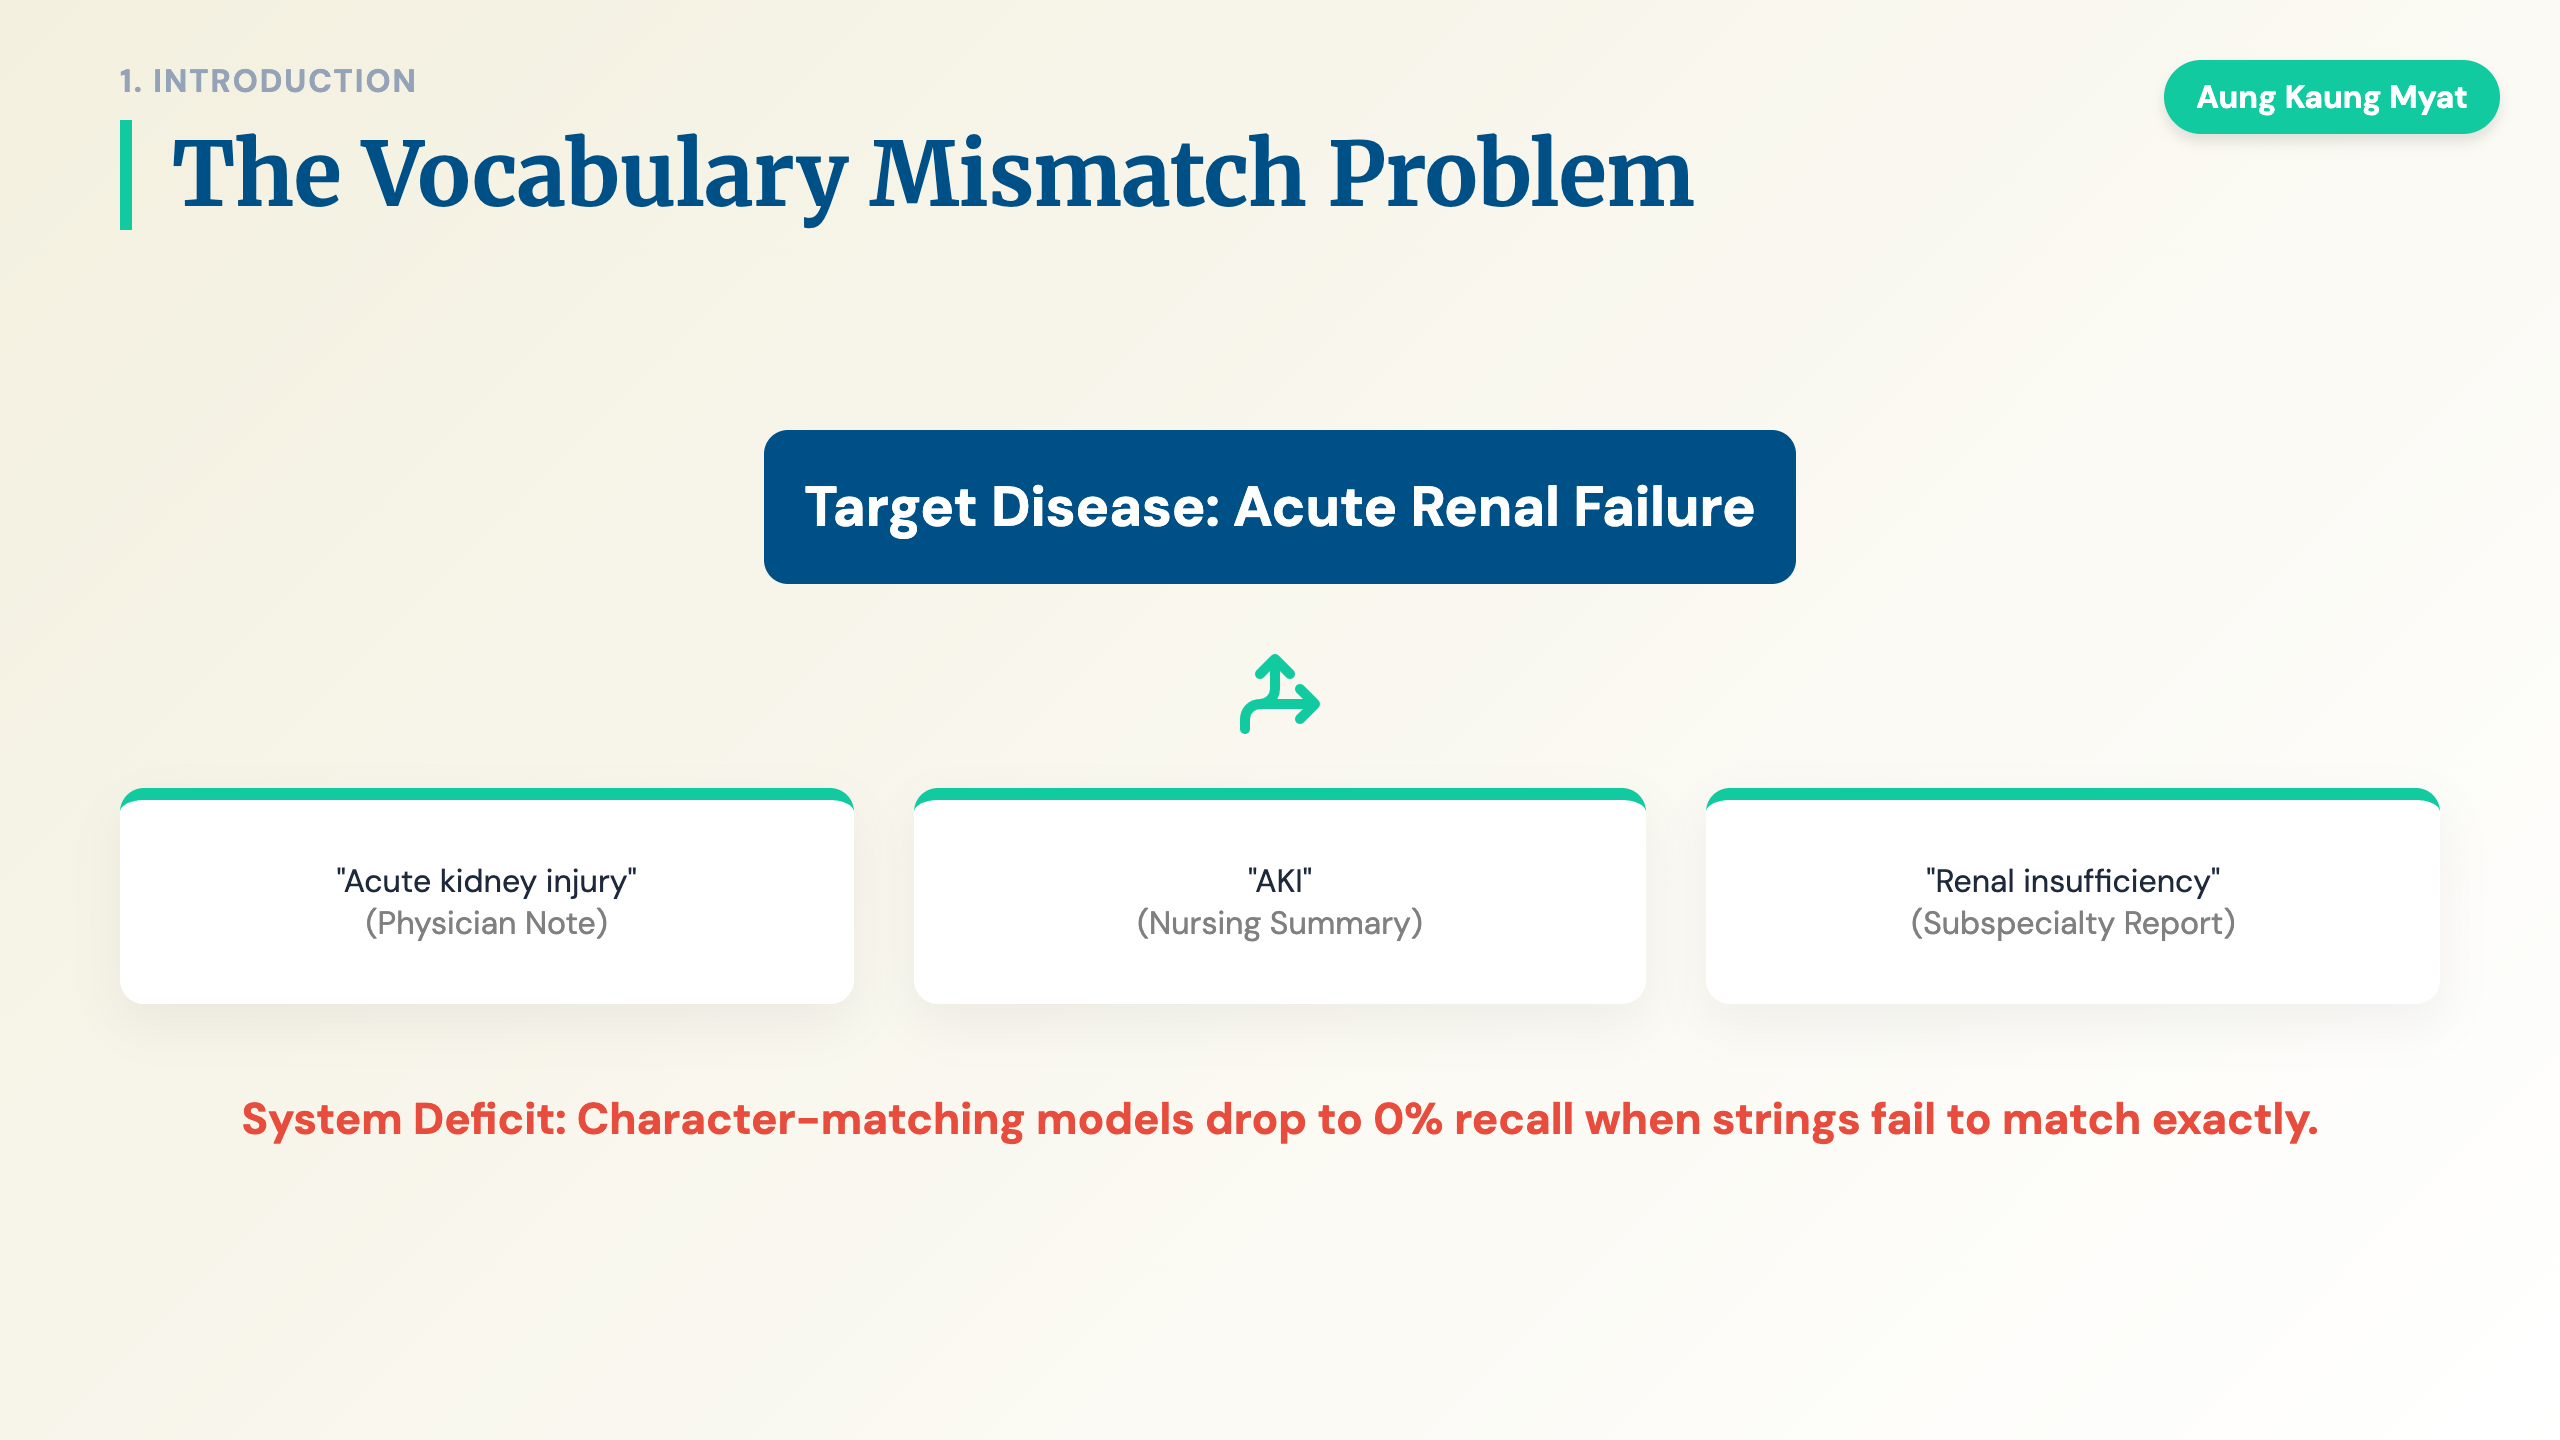 1. INTRODUCTION
Aung Kaung Myat
The Vocabulary Mismatch Problem
Target Disease: Acute Renal Failure
"Acute kidney injury"
(Physician Note)
"AKI"
(Nursing Summary)
"Renal insufficiency"
(Subspecialty Report)
System Deficit: Character-matching models drop to 0% recall when strings fail to match exactly.